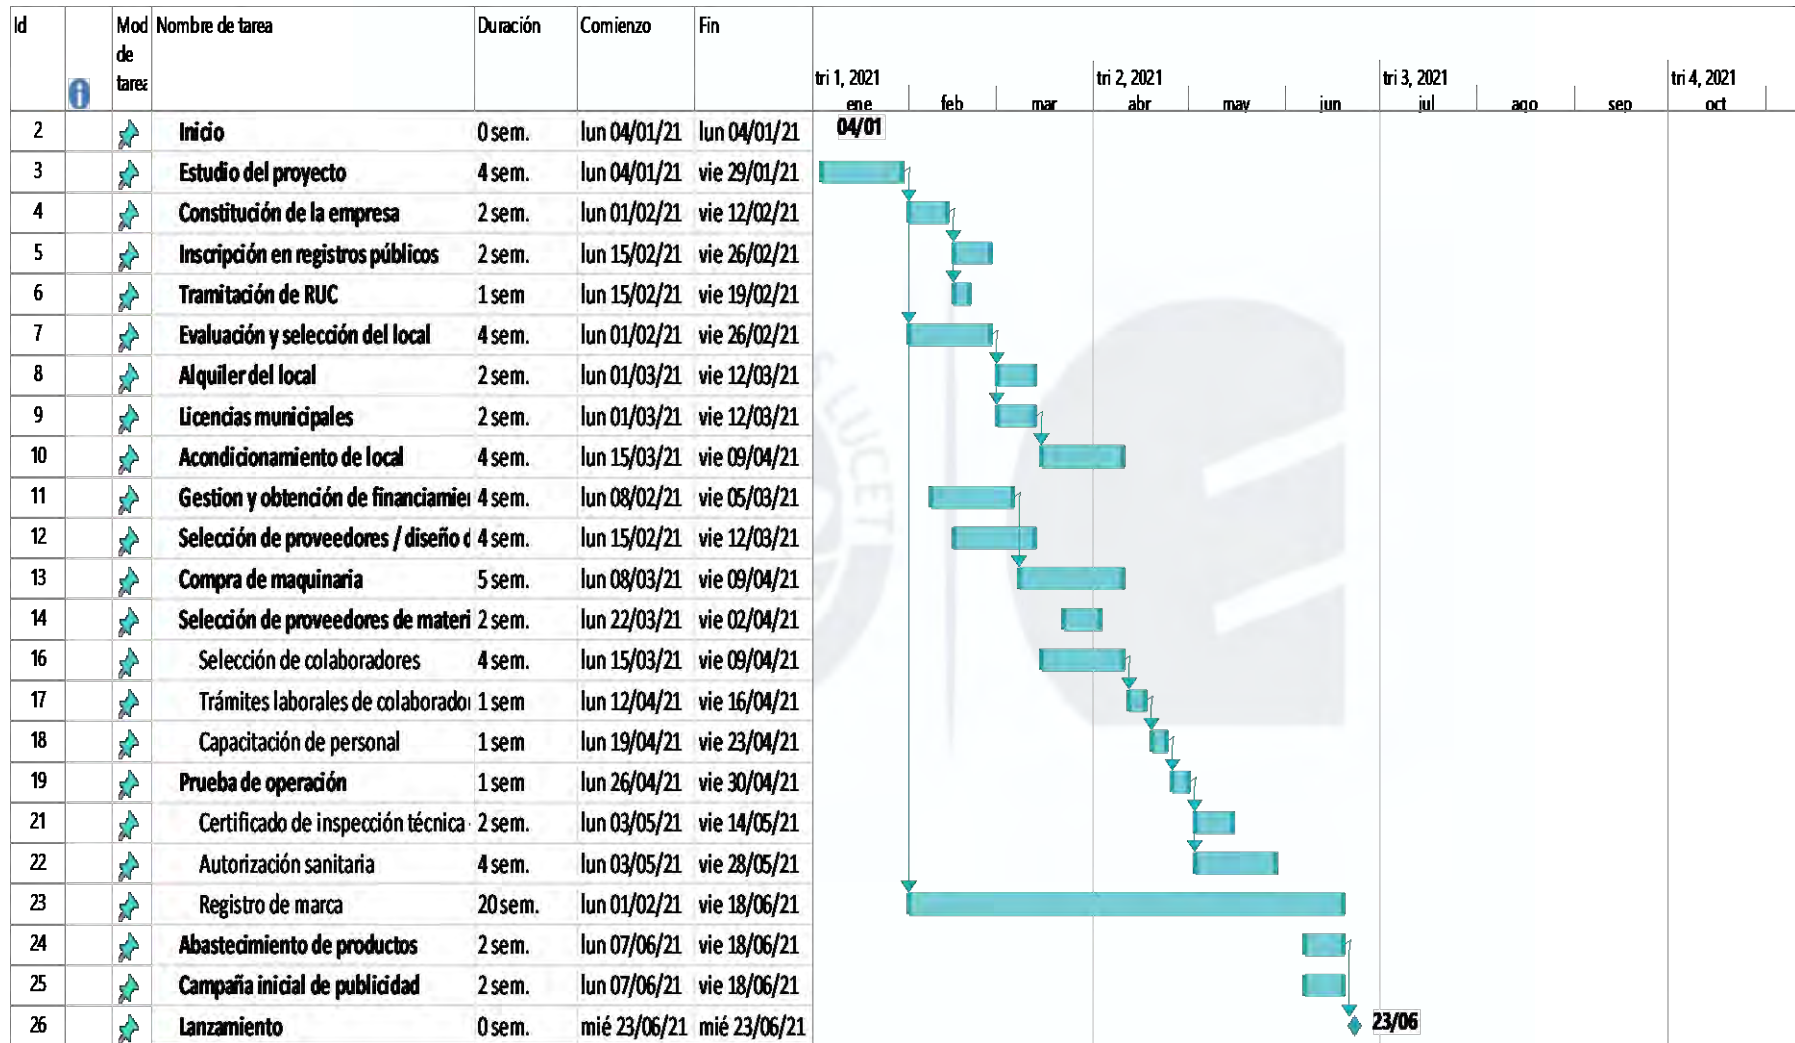 Id Mod de tarea Nombre de tarea Duración Comienzo Fin
tri 1, 2021 tri 2, 2021 tri 3, 2021 tri 4, 2021
ene feb mar abr may jun jul ago sep oct
2 Inicio 0 sem. lun 04/01/21 lun 04/01/21 04/01
3 Estudio del proyecto 4 sem. lun 04/01/21 vie 29/01/21
4 Constitución de la empresa 2 sem. lun 01/02/21 vie 12/02/21
5 Inscripción en registros públicos 2 sem. lun 15/02/21 vie 26/02/21
6 Tramitación de RUC 1 sem lun 15/02/21 vie 19/02/21
7 Evaluación y selección del local 4 sem. lun 01/02/21 vie 26/02/21
8 Alquiler del local 2 sem. lun 01/03/21 vie 12/03/21
9 Licencias municipales 2 sem. lun 01/03/21 vie 12/03/21
10 Acondicionamiento de local 4 sem. lun 15/03/21 vie 09/04/21
11 Gestion y obtención de financiamie 4 sem. lun 08/02/21 vie 05/03/21
12 Selección de proveedores / diseño d 4 sem. lun 15/02/21 vie 12/03/21
13 Compra de maquinaria 5 sem. lun 08/03/21 vie 09/04/21
14 Selección de proveedores de materi 2 sem. lun 22/03/21 vie 02/04/21
16 Selección de colaboradores 4 sem. lun 15/03/21 vie 09/04/21
17 Trámites laborales de colaborador 1 sem lun 12/04/21 vie 16/04/21
18 Capacitación de personal 1 sem lun 19/04/21 vie 23/04/21
19 Prueba de operación 1 sem lun 26/04/21 vie 30/04/21
21 Certificado de inspección técnica 2 sem. lun 03/05/21 vie 14/05/21
22 Autorización sanitaria 4 sem. lun 03/05/21 vie 28/05/21
23 Registro de marca 20 sem. lun 01/02/21 vie 18/06/21
24 Abastecimiento de productos 2 sem. lun 07/06/21 vie 18/06/21
25 Campaña inicial de publicidad 2 sem. lun 07/06/21 vie 18/06/21
26 Lanzamiento 0 sem. mié 23/06/21 mié 23/06/21 23/06